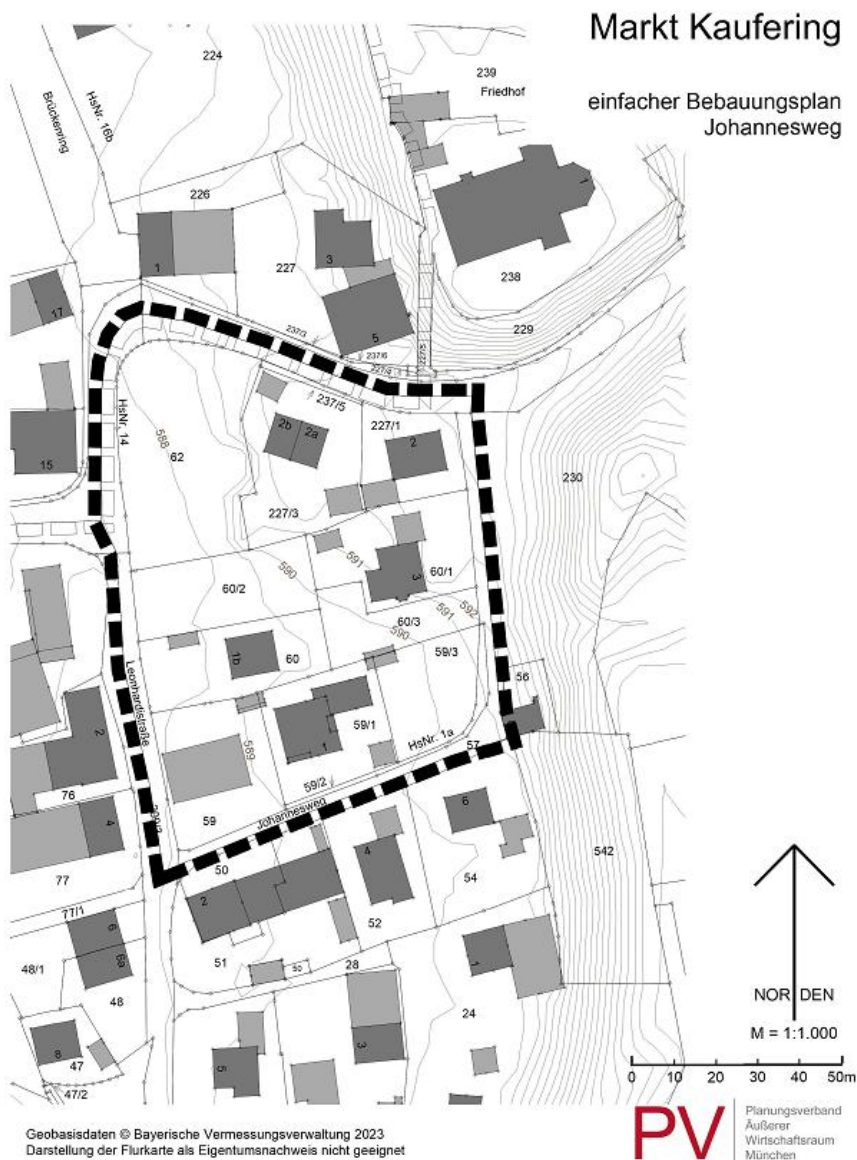 Markt Kaufering
einfacher Bebauungsplan
Johannesweg
224
239
Friedhof
Brückenring
HsNr. 16b
226
1
3
227
1
238
17
5
229
237/3
237/6
227/4
227/5
237/5
HsNr. 14
588
62
2b
2a
227/1
2
15
230
227/3
591
590
60/1
3
60/2
592
591
60/3
590
1b
60
59/3
56
Leonhardistraße
2
59/1
589
1
HsNr. 1a
57
59/2
76
Johannesweg
59
6
4
50
4
542
77
2
54
77/1
52
6
6a
51
50
28
1
48/1
48
24
8
47
3
5
47/2
NORDEN
M = 1:1.000
0 10 20 30 40 50m
Geobasisdaten © Bayerische Vermessungsverwaltung 2023
Darstellung der Flurkarte als Eigentumsnachweis nicht geeignet
PV
Planungsverband
Äußerer
Wirtschaftsraum
München